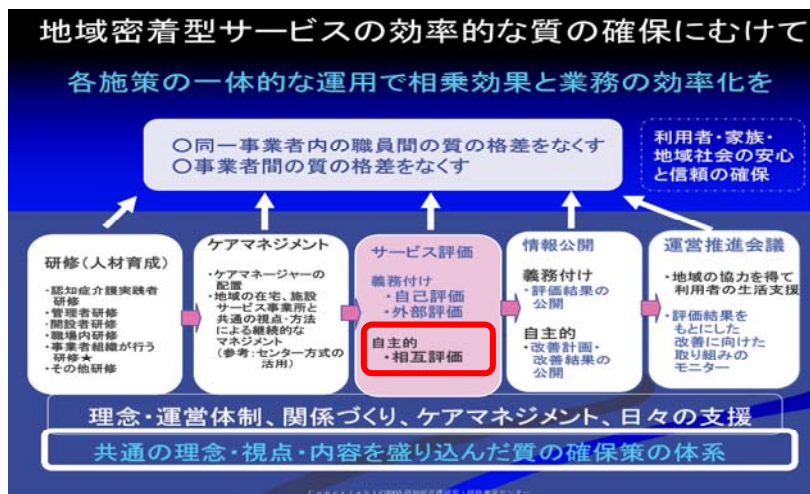 地域密着型サービスの効率的な質の確保にむけて
各施策の一体的な運用で相乗効果と業務の効率化を
○同一事業者内の職員間の質の格差をなくす
○事業者間の質の格差をなくす
利用者・家族・
地域社会の安心
と信頼の確保
研修(人材育成)
・認知症介護実践者
研修
・管理者研修
・開設者研修
・職場内研修
・事業者組織が行う
研修★
・その他研修
ケアマネジメント
・ケアマネージャーの
配置
・地域の在宅、施設
サービス事業所と
共通の視点・方法
による継続的な
マネジメント
(参考:センター方式の
活用)
サービス評価
義務付け
・自己評価
・外部評価
自主的
・相互評価
情報公開
義務付け
・評価結果の
公開
自主的
・改善計画・
改善結果の
公開
運営推進会議
・地域の協力を得て
利用者の生活支援
・評価結果を
もとにした
改善に向けた
取り組みの
モニター
理念・運営体制、関係づくり、ケアマネジメント、日々の支援
共通の理念・視点・内容を盛り込んだ質の確保策の体系